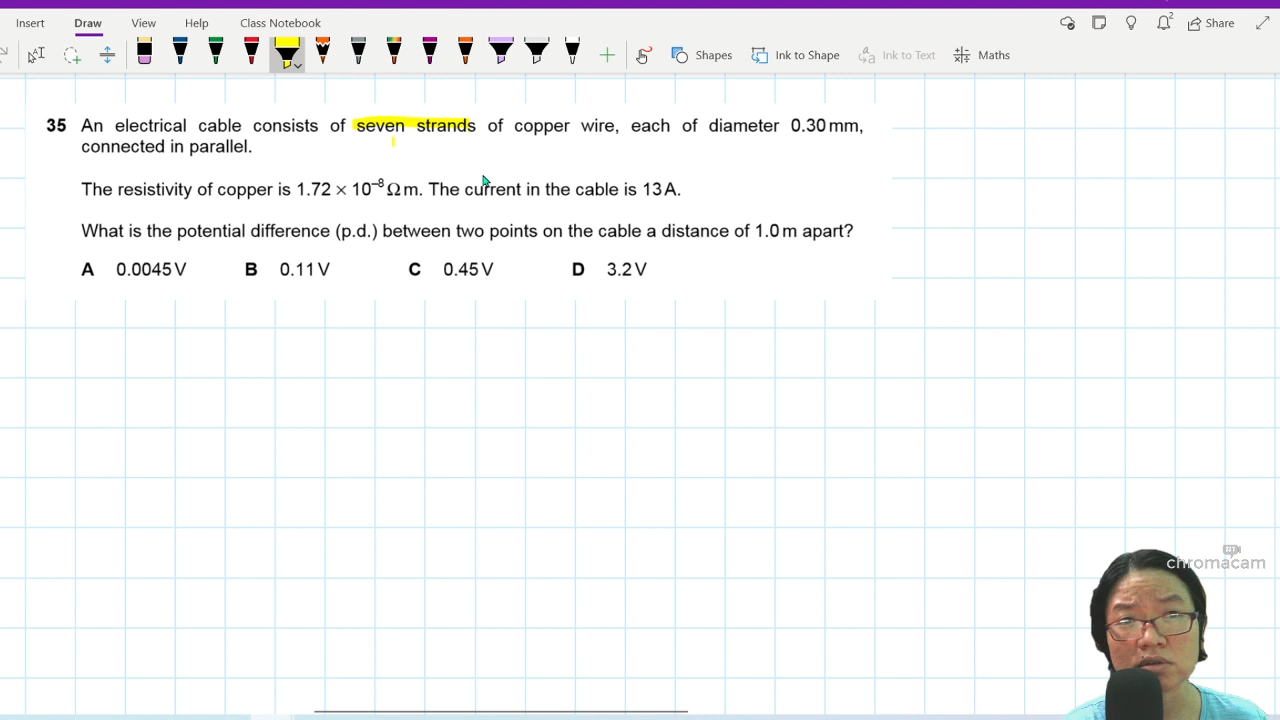 Insert Draw View Help Class Notebook
2 Share
Shapes Ink to Shape Ink to Text Maths
35 An electrical cable consists of seven strands of copper wire, each of diameter 0.30 mm,
connected in parallel.
The resistivity of copper is 1.72 × 10⁻⁸ Ω m. The current in the cable is 13 A.
What is the potential difference (p.d.) between two points on the cable a distance of 1.0 m apart?
A 0.0045 V B 0.11 V C 0.45 V D 3.2 V
chromacam